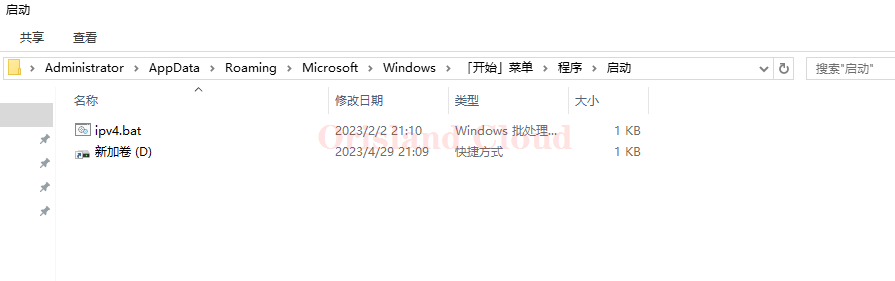 启动
共享 查看
Administrator AppData Roaming Microsoft Windows 「开始」菜单 程序 启动 搜索"启动"
名称 修改日期 类型 大小
ipv4.bat 2023/2/2 21:10 Windows 批处理... 1 KB
Orisland Cloud
新加卷 (D) 2023/4/29 21:09 快捷方式 1 KB